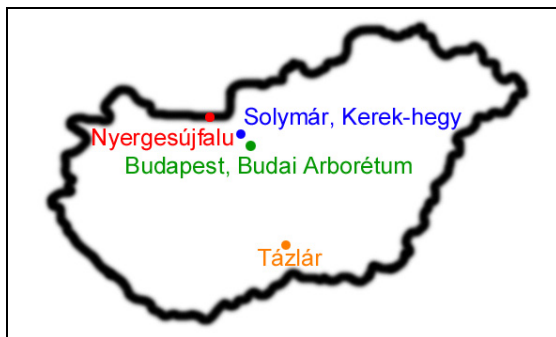 Solymár, Kerek-hegy
Nyergesújfalu
Budapest, Budai Arborétum
Tázlár